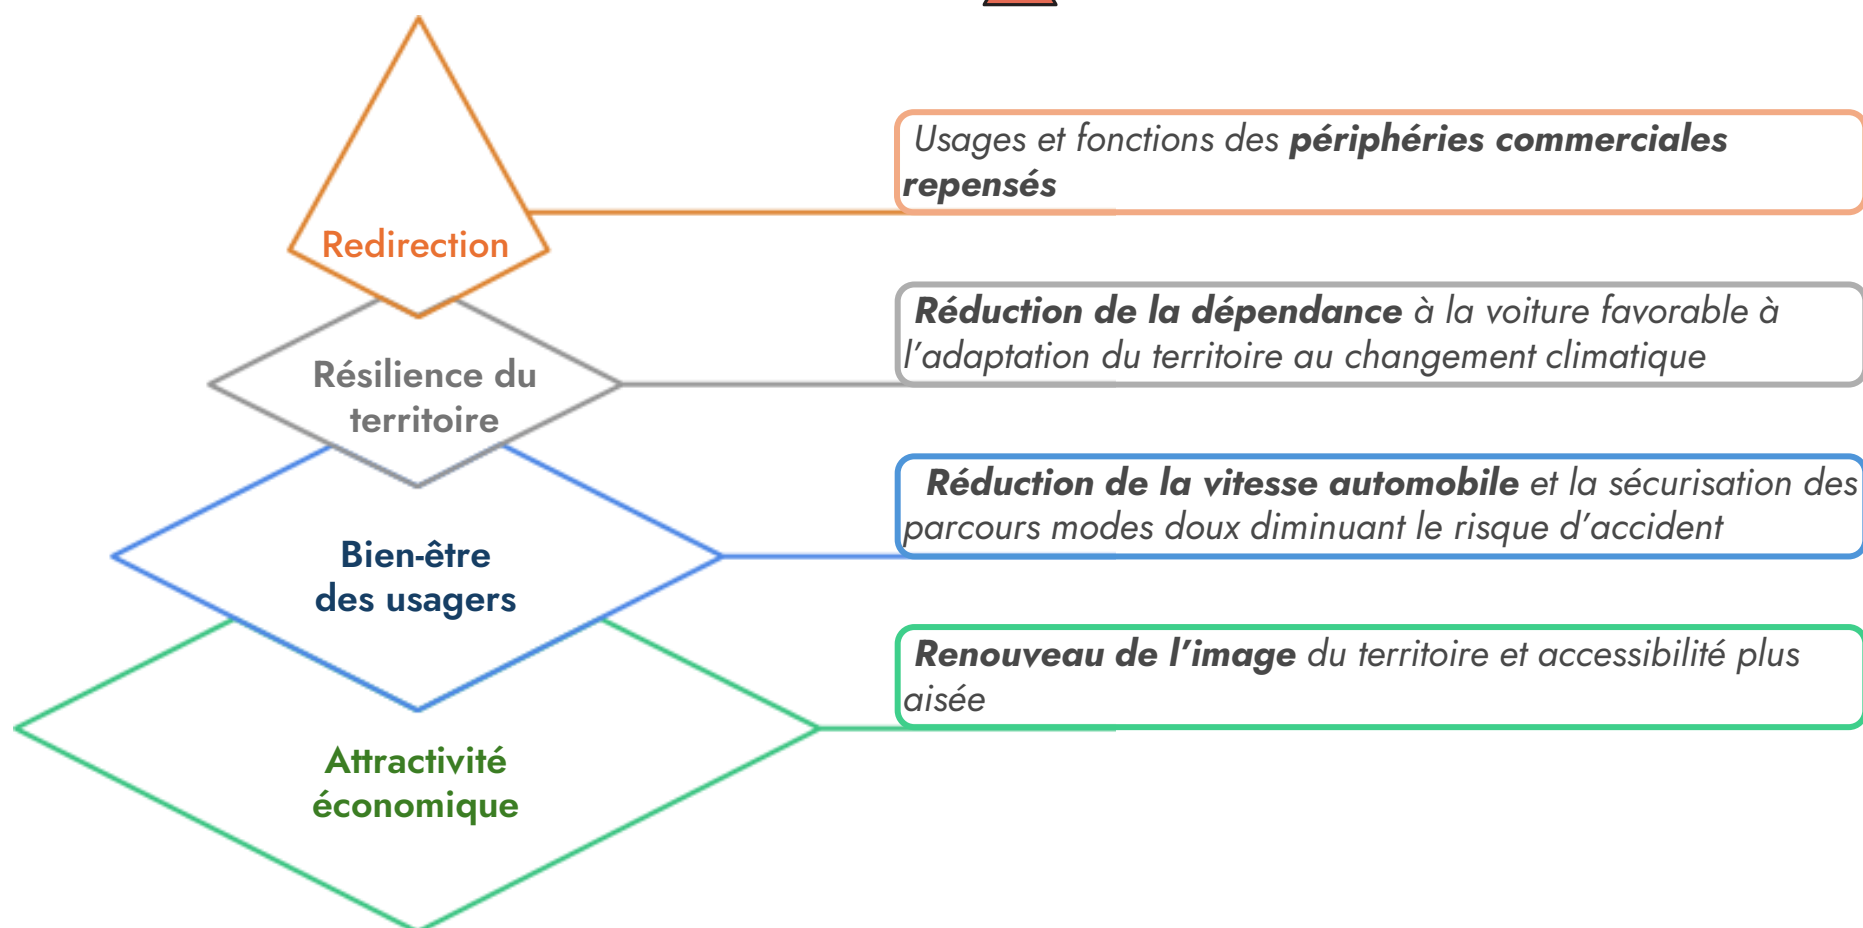 Usages et fonctions des périphéries commerciales
repensés
Redirection
Réduction de la dépendance à la voiture favorable à
l’adaptation du territoire au changement climatique
Résilience du
territoire
Réduction de la vitesse automobile et la sécurisation des
parcours modes doux diminuant le risque d’accident
Bien-être
des usagers
Renouveau de l’image du territoire et accessibilité plus
aisée
Attractivité
économique